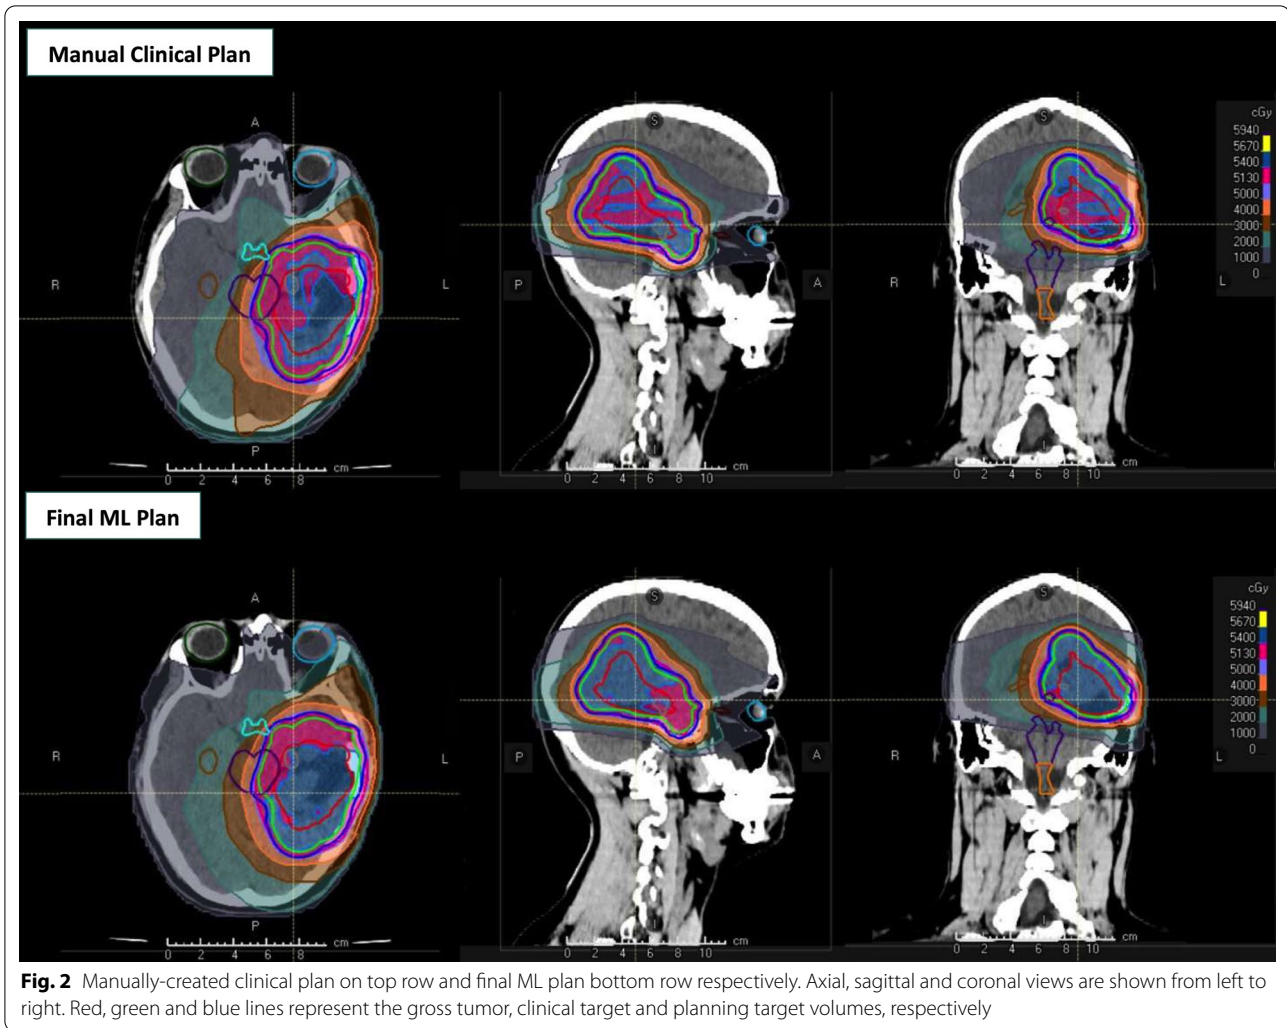 Manual Clinical Plan
A
R
L
P
cm
0 2 4 6 8
S
P
A
I
cm
0 2 4 6 8 10
S
R
L
I
cm
0 2 4 6 8 10
cGy
5940
5670
5400
5130
5000
4000
3000
2000
1000
0
Final ML Plan
A
R
L
P
cm
0 2 4 6 8
S
P
A
I
cm
0 2 4 6 8 10
S
R
L
I
cm
0 2 4 6 8 10
cGy
5940
5670
5400
5130
5000
4000
3000
2000
1000
0
Fig. 2 Manually-created clinical plan on top row and final ML plan bottom row respectively. Axial, sagittal and coronal views are shown from left to
right. Red, green and blue lines represent the gross tumor, clinical target and planning target volumes, respectively